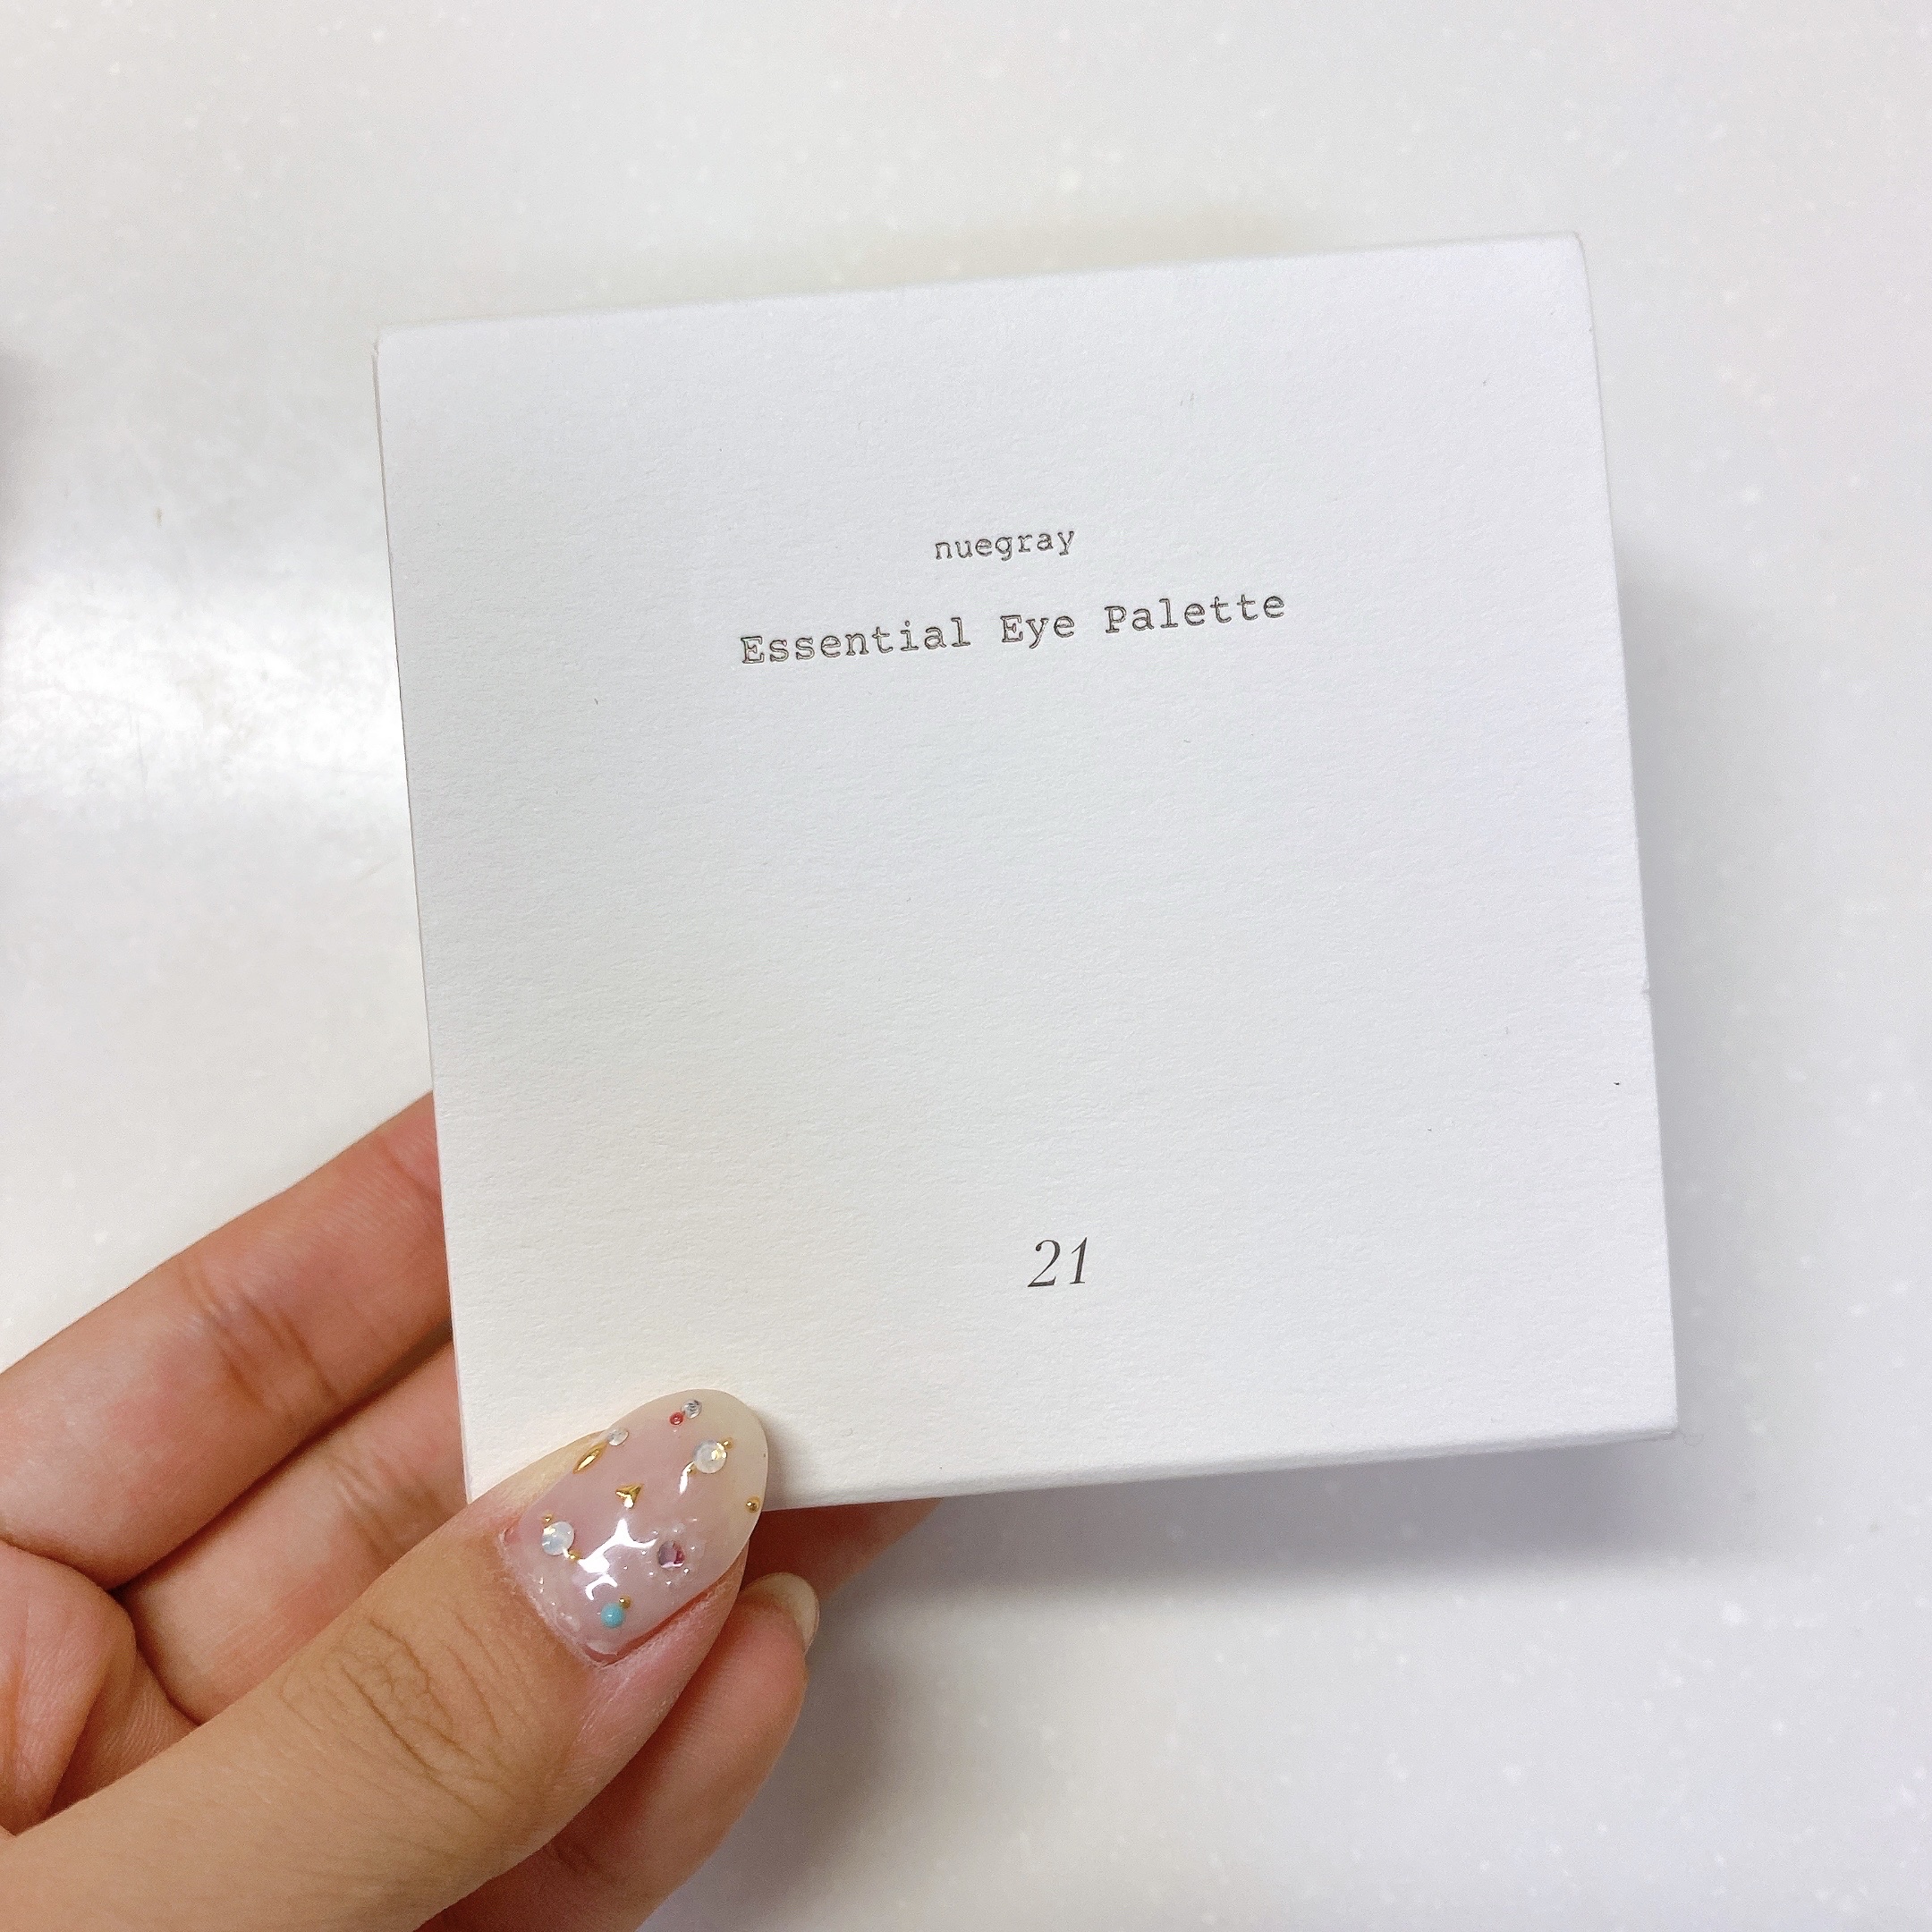 nuegray
Essential Eye Palette
21